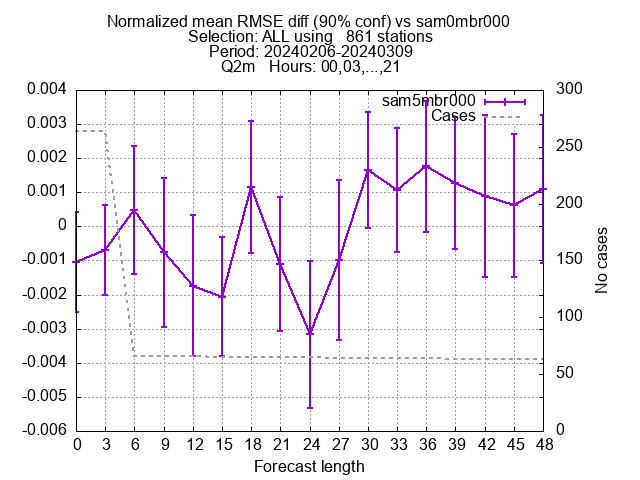 Normalized mean RMSE diff (90% conf) vs sam0mbr000
Selection: ALL using   861 stations
Period: 20240206-20240309
Q2m   Hours: 00,03,...,21
sam5mbr000
Cases
0.004
0.003
0.002
0.001
0
-0.001
-0.002
-0.003
-0.004
-0.005
-0.006
300
250
200
150
100
50
0
No cases
0 3 6 9 12 15 18 21 24 27 30 33 36 39 42 45 48
Forecast length